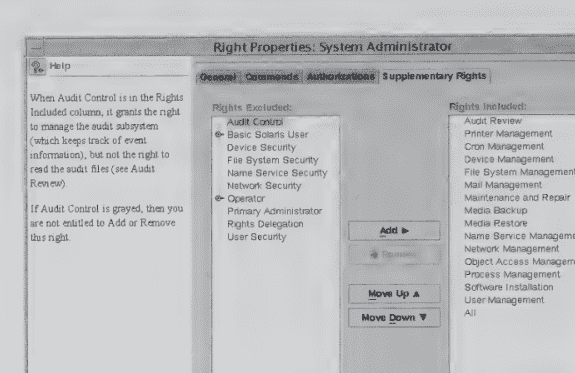 Right Properties: System Administrator
Help
General Commands Authorizations Supplementary Rights
When Audit Control is in the Rights
Included column, it grants the right
to manage the audit subsystem
(which keeps track of event
information), but not the right to
read the audit files (see Audit
Review).
If Audit Control is grayed, then you
are not entitled to Add or Remove
this right.
Rights Excluded:
Audit Control
Basic Solaris User
Device Security
File System Security
Name Service Security
Network Security
Operator
Primary Administrator
Rights Delegation
User Security
Add
Remove
Move Up
Move Down
Rights Included:
Audit Review
Printer Management
Cron Management
Device Management
File System Management
Mail Management
Maintenance and Repair
Media Backup
Media Restore
Name Service Manageme
Network Management
Object Access Managem
Process Management
Software Installation
User Management
All